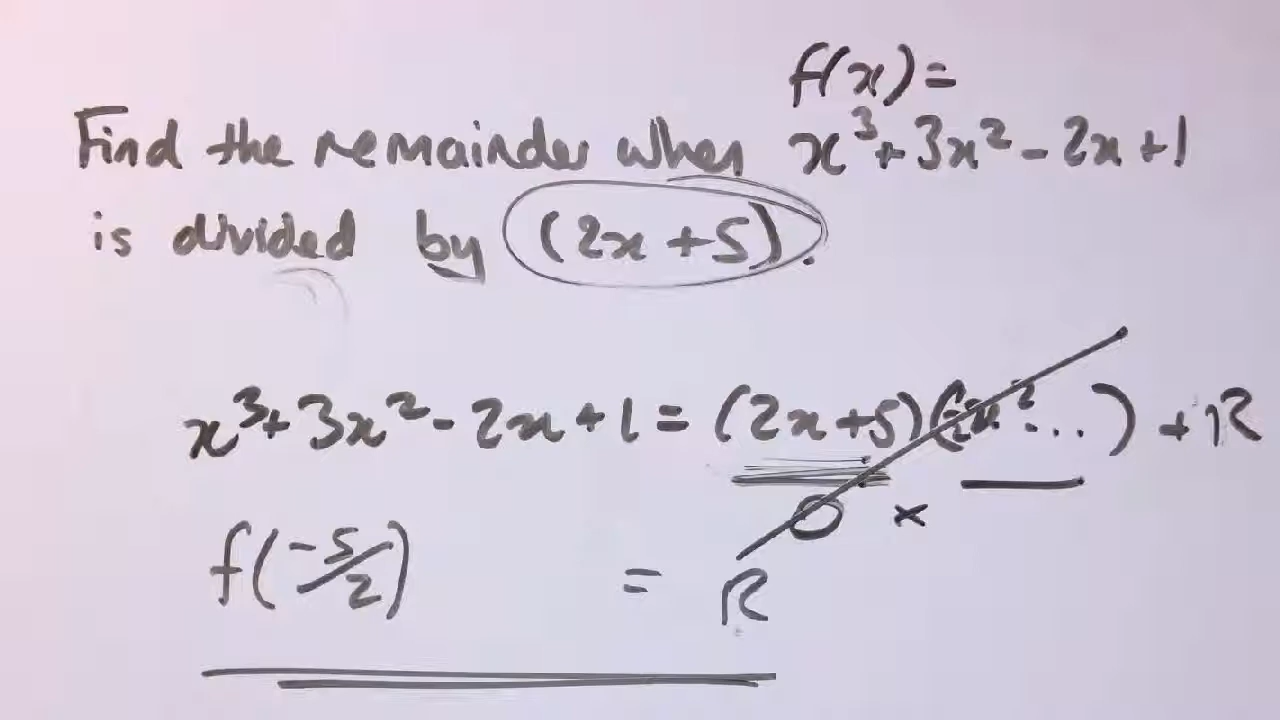 f(x)=
Find the remainder when x³+3x²-2x+1
is divided by (2x+5).
x³+3x²-2x+1=(2x+5)(½x²...)+R
0 ×
f(-5/2) = R